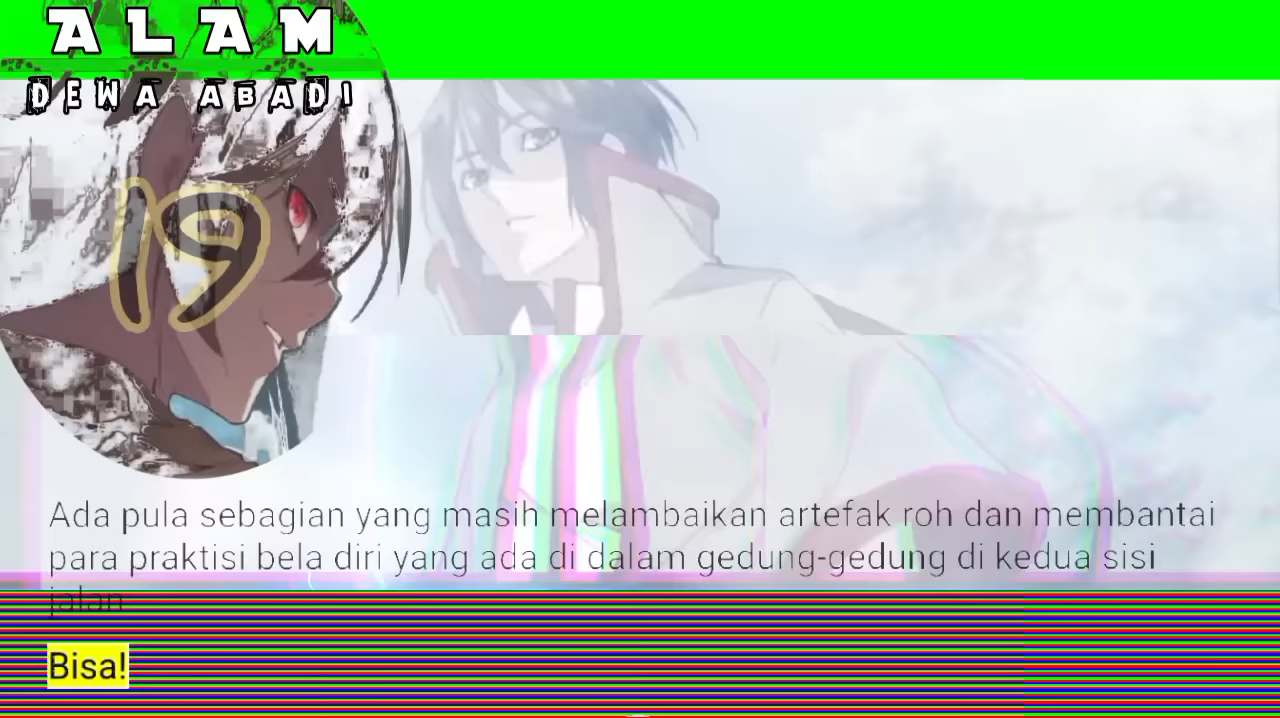 ALAM
DEWA ABADI
19
Ada pula sebagian yang masih melambaikan artefak roh dan membantai
para praktisi bela diri yang ada di dalam gedung-gedung di kedua sisi
jalan
Bisa!